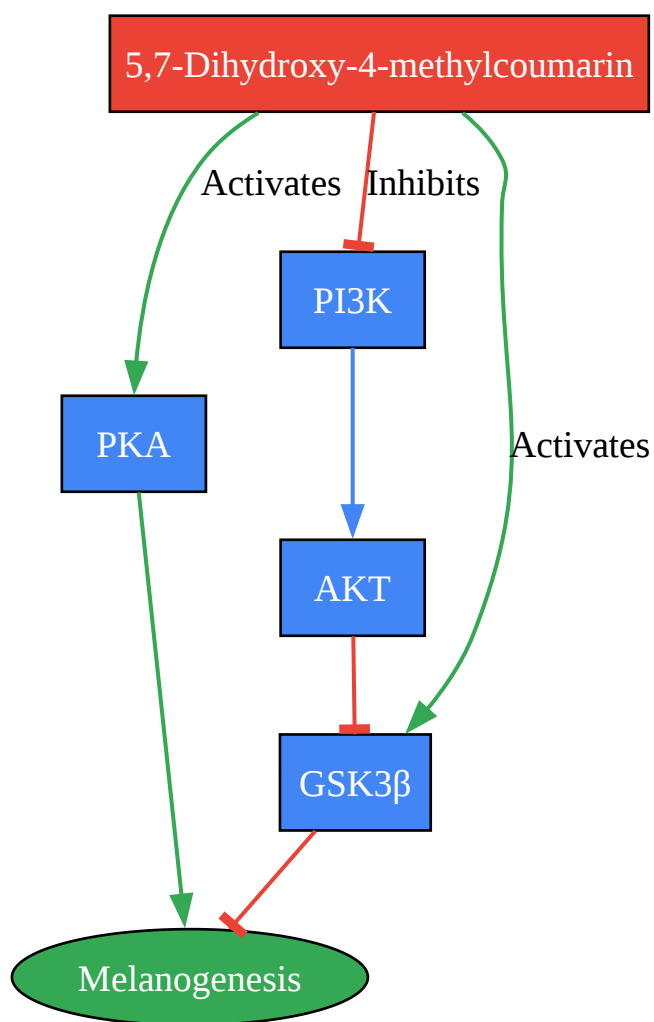 5,7-Dihydroxy-4-methylcoumarin
Activates
Inhibits
PI3K
PKA
Activates
AKT
GSK3β
Melanogenesis